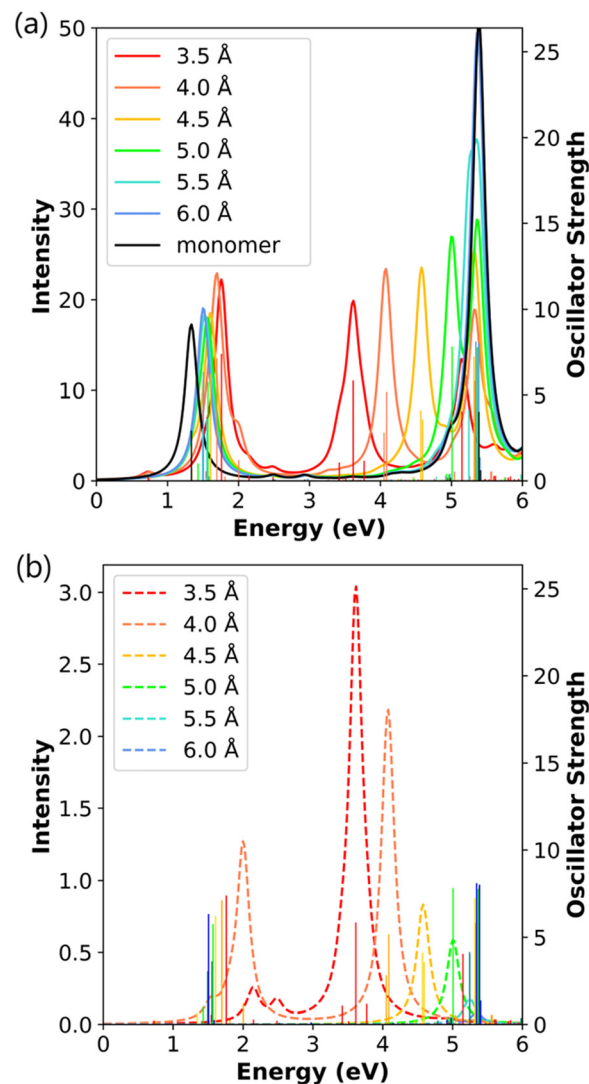 (a)
50
40
30
20
10
0
Intensity
3.5 Å
4.0 Å
4.5 Å
5.0 Å
5.5 Å
6.0 Å
monomer
25
20
15
10
5
0
Oscillator Strength
0 1 2 3 4 5 6
Energy (eV)
(b)
3.0
2.5
2.0
1.5
1.0
0.5
0.0
Intensity
3.5 Å
4.0 Å
4.5 Å
5.0 Å
5.5 Å
6.0 Å
25
20
15
10
5
0
Oscillator Strength
0 1 2 3 4 5 6
Energy (eV)